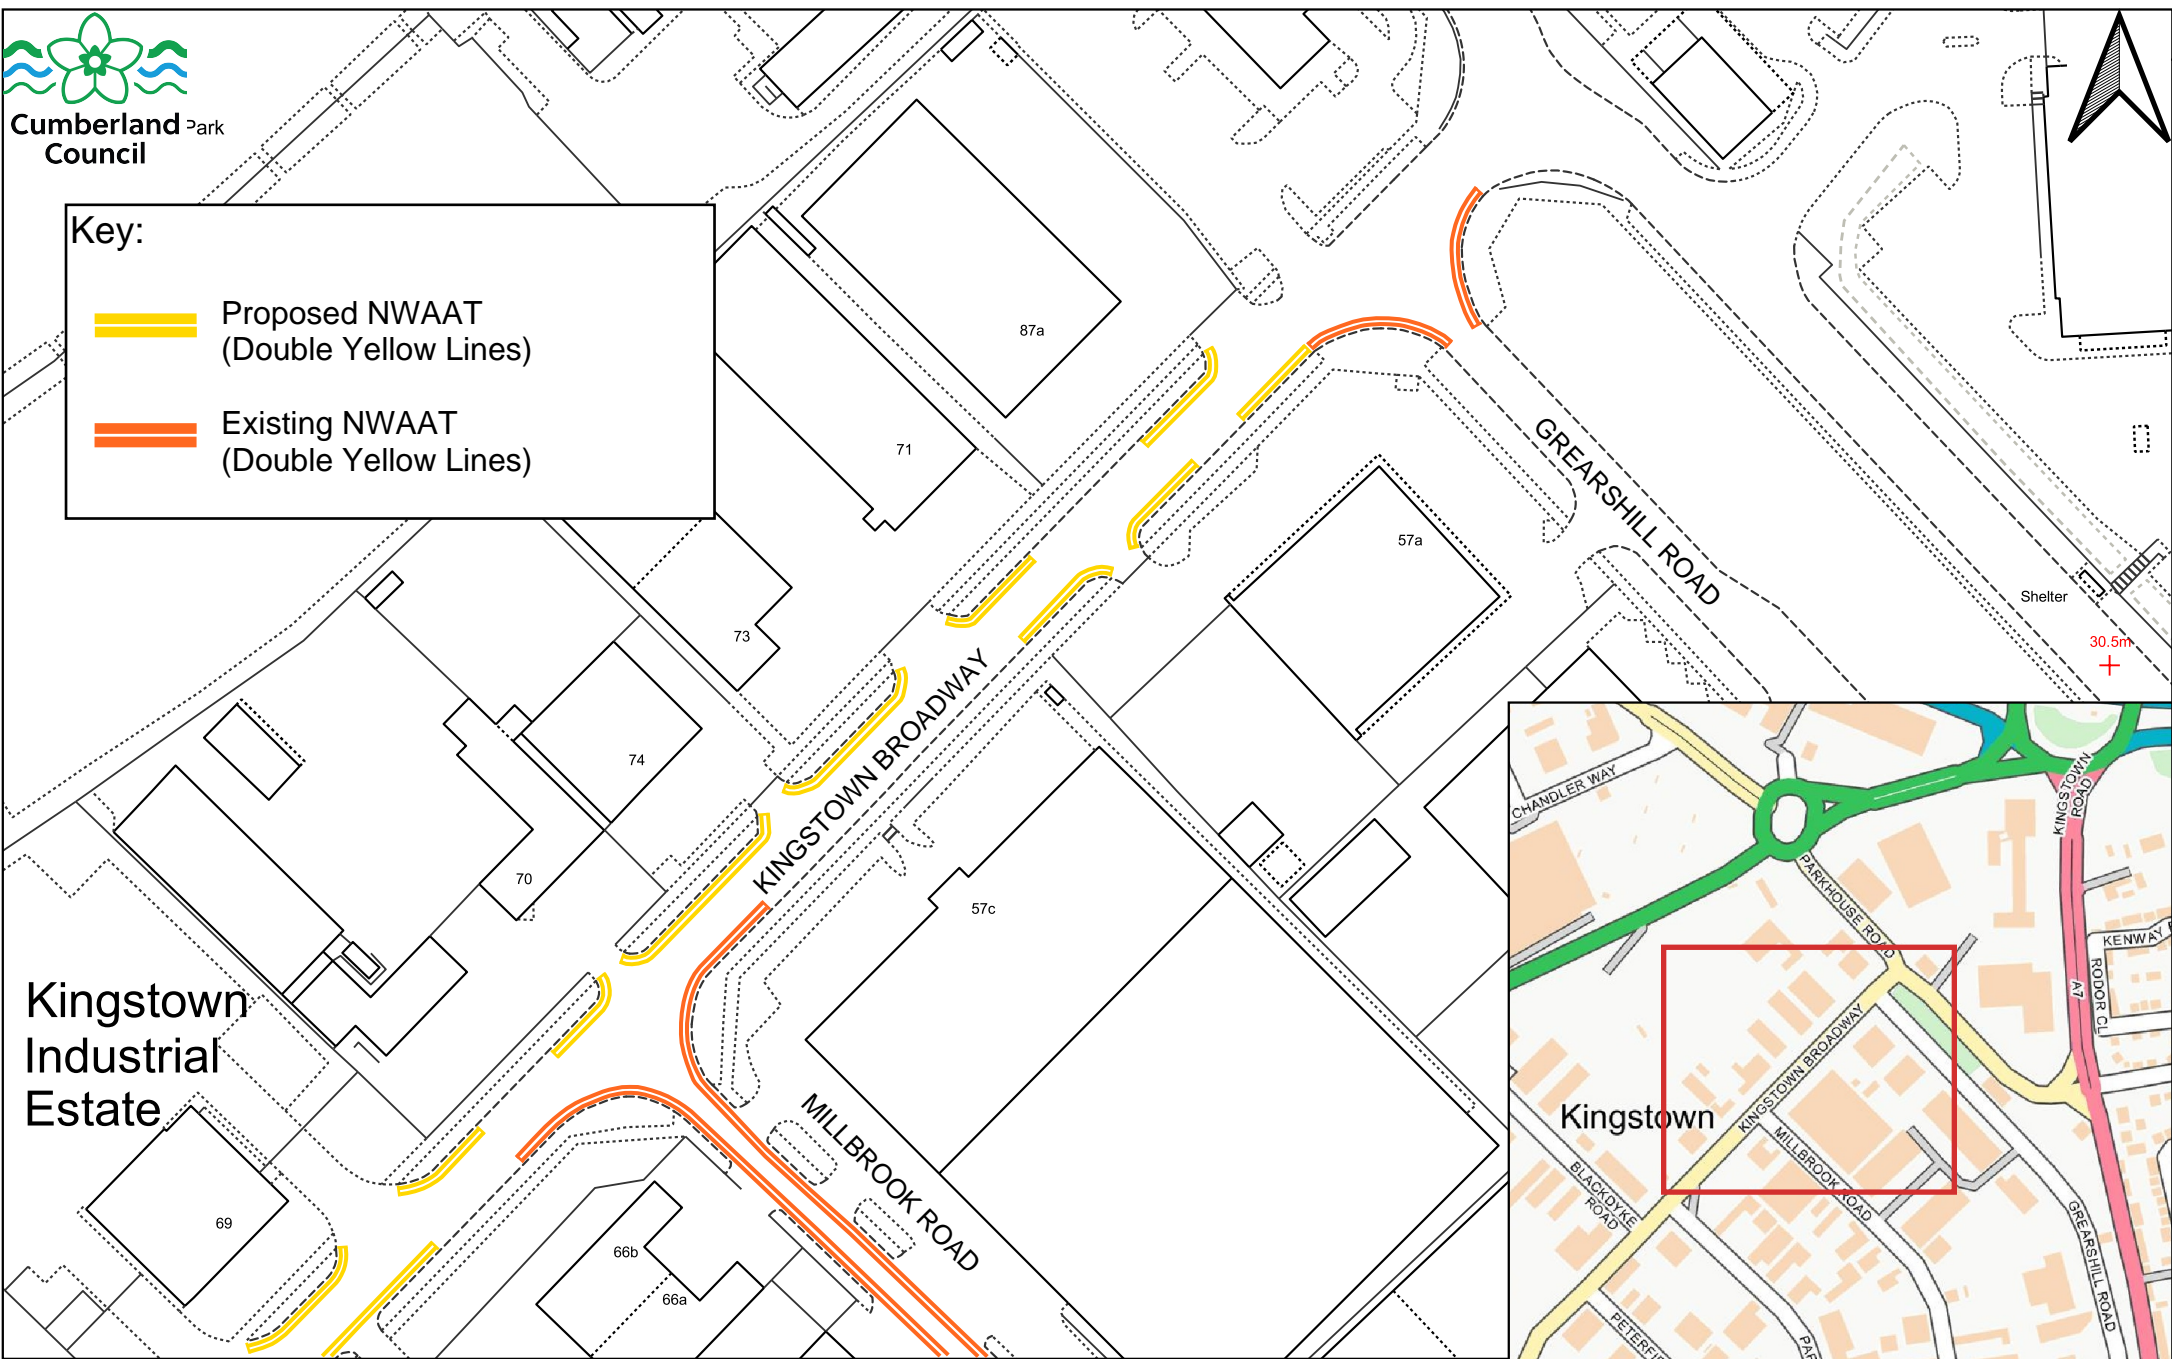 Cumberland
Council
Park
Key:
Proposed NWAAT
(Double Yellow Lines)
Existing NWAAT
(Double Yellow Lines)
87a
71
73
74
70
69
57a
57c
66b
66a
GREARSHILL ROAD
KINGSTOWN BROADWAY
MILLBROOK ROAD
Shelter
30.5m
Kingstown
Industrial
Estate
CHANDLER WAY
KINGSTOWN
ROAD
PARKHOUSE ROAD
KENWAY
RODOR CL
A7
KINGSTOWN BROADWAY
Kingstown
MILLBROOK ROAD
BLACKDYKE
ROAD
GREARSHILL ROAD